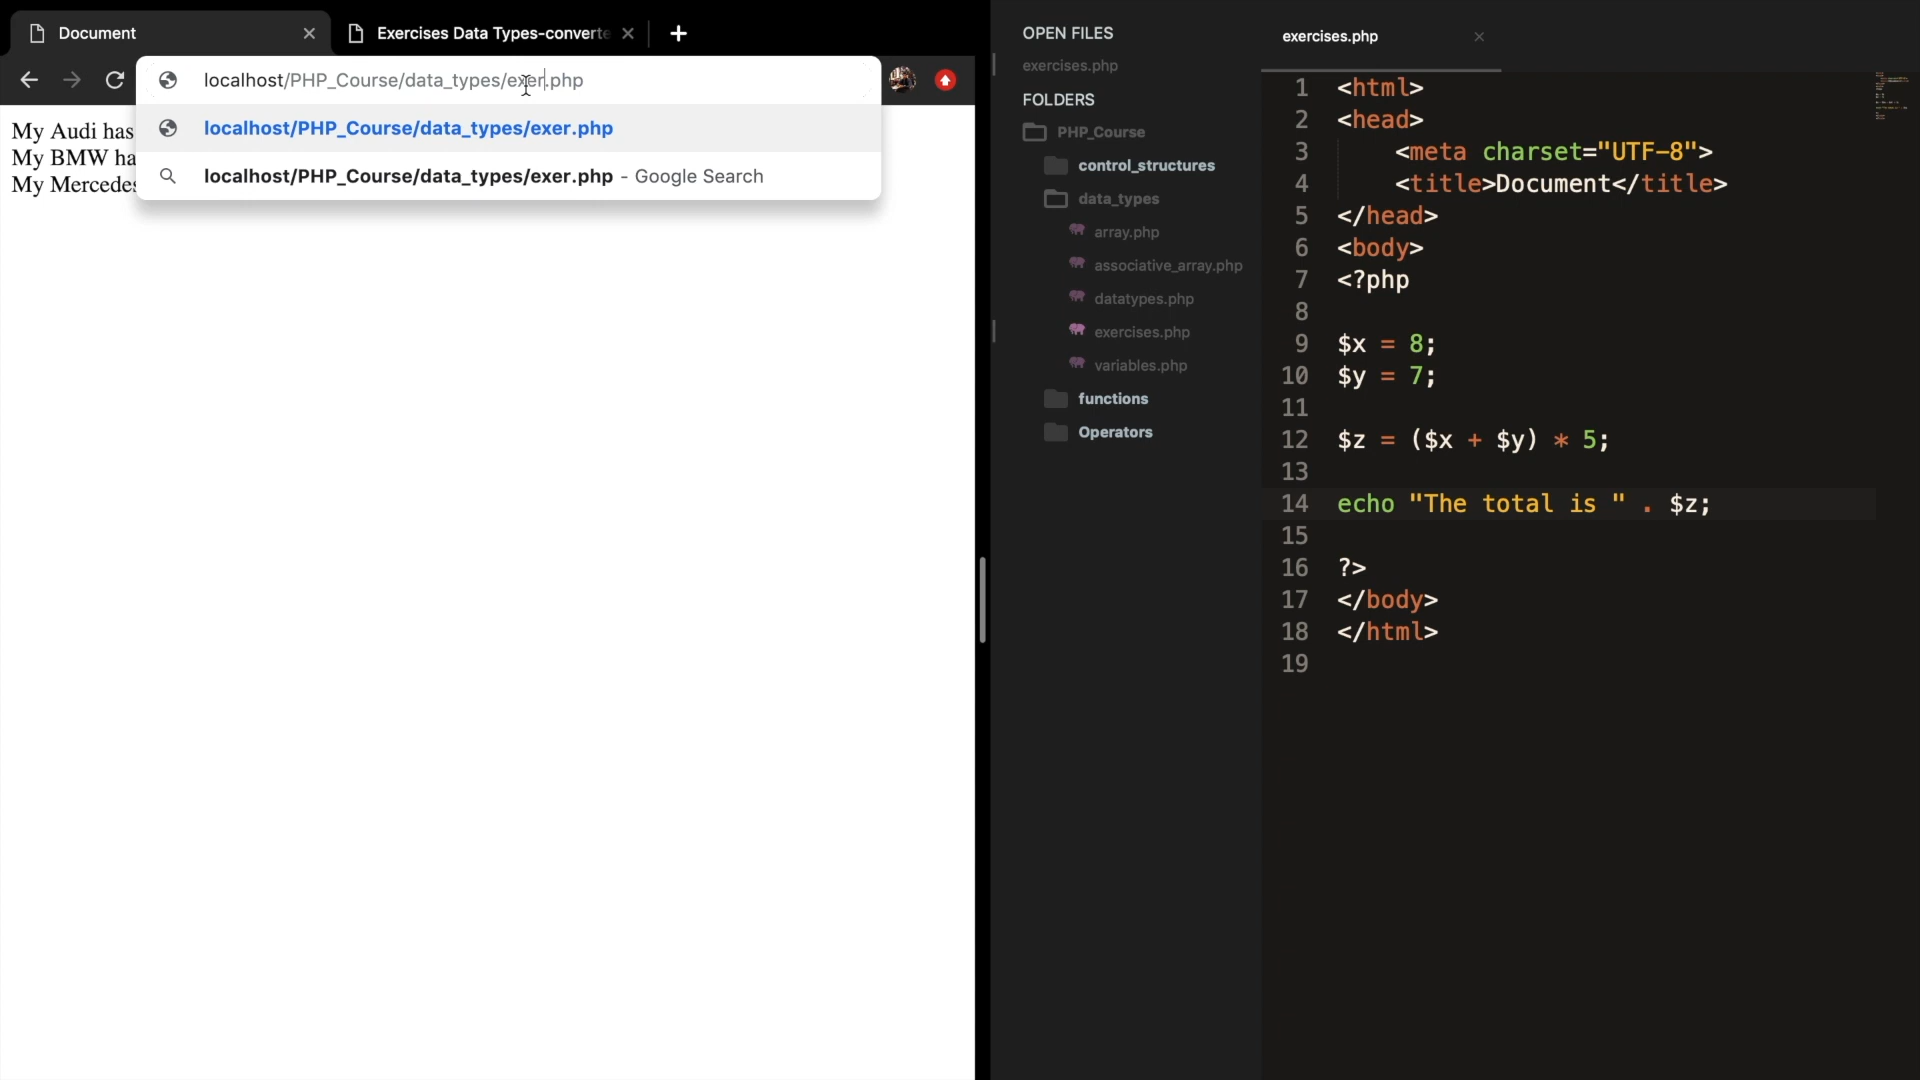 Document
Exercises Data Types-converte
localhost/PHP_Course/data_types/exer.php
localhost/PHP_Course/data_types/exer.php
localhost/PHP_Course/data_types/exer.php - Google Search
My Audi has
My BMW ha
My Mercedes
OPEN FILES
exercises.php
FOLDERS
PHP_Course
control_structures
data_types
array.php
associative_array.php
datatypes.php
exercises.php
variables.php
functions
Operators
exercises.php
1 <html>
2 <head>
3 <meta charset="UTF-8">
4 <title>Document</title>
5 </head>
6 <body>
7 <?php
8
9 $x = 8;
10 $y = 7;
11
12 $z = ($x + $y) * 5;
13
14 echo "The total is " . $z;
15
16 ?>
17 </body>
18 </html>
19